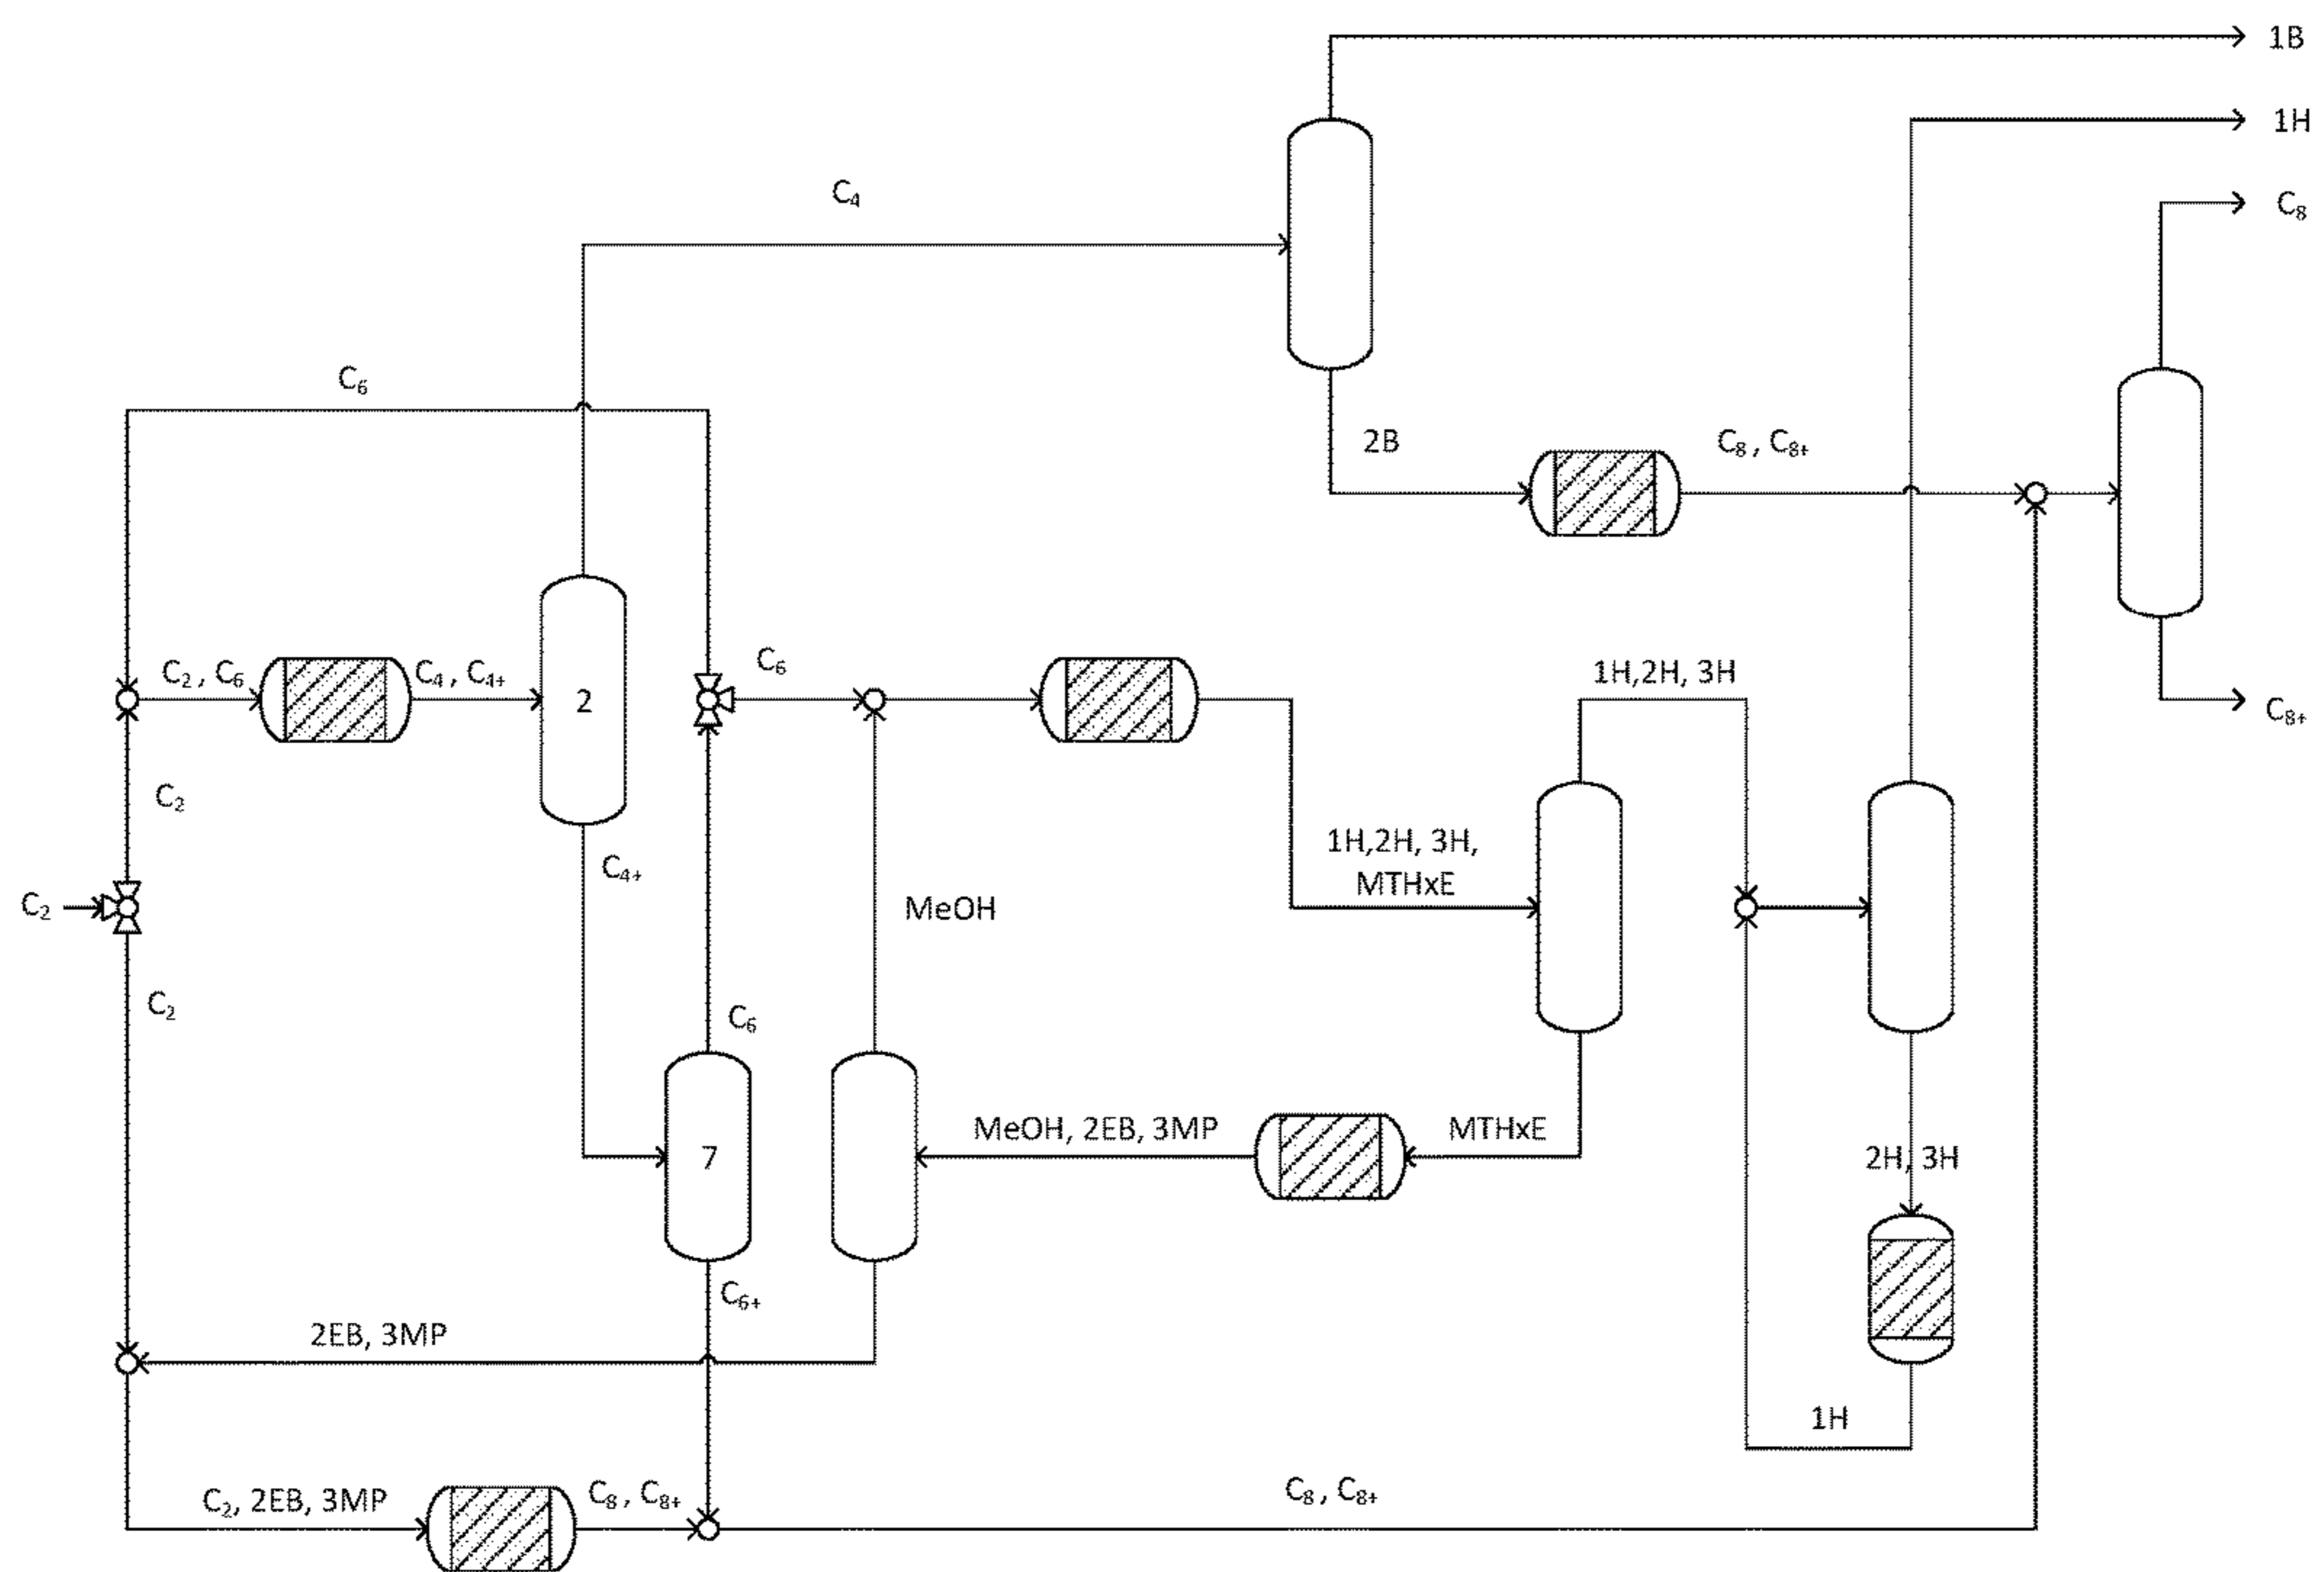 1B
1H
C₄
C₈
C₆
2B
C₈ , C₈₊
C₂ , C₆
C₄ , C₄₊
2
C₆
1H,2H, 3H
C₈₊
C₂
1H,2H, 3H,
MTHxE
C₄₊
C₂
MeOH
C₂
C₆
7
MeOH, 2EB, 3MP
MTHxE
2H, 3H
C₆₊
2EB, 3MP
1H
C₂, 2EB, 3MP
C₈ , C₈₊
C₈ , C₈₊